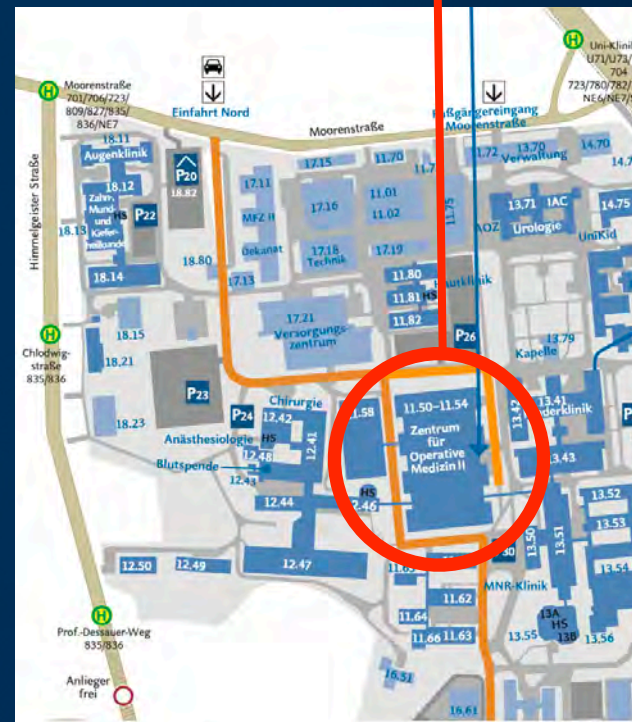 Uni-Klinik
U71/U73/
704
723/780/782/
NE6/NE7/
Moorenstraße
701/706/723/
809/827/835/
836/NE7
Einfahrt Nord
Fußgängereingang
Moorenstraße
Moorenstraße
Himmelgeister Straße
18.11
Augenklinik
18.12
Zahn-,
Mund-
und
Kiefer-
heilkunde
HS
18.13
18.14
P20
18.82
P22
18.80
17.11
MFZ II
Dekanat
17.13
17.15
17.16
17.18
Technik
17.19
17.21
Versorgungs-
zentrum
11.70
11.01
11.02
11.75
11.80
11.81
HS
11.82
Hautklinik
11.72
13.70
Verwaltung
14.70
13.71
IAC
Urologie
AOZ
14.75
UniKid
P26
13.79
Kapelle
Chlodwig-
straße
835/836
18.15
18.21
18.23
P23
P24
Chirurgie
12.42
12.41
Anästhesiologie
HS
12.48
Blutspende
12.43
12.44
12.46
HS
12.47
12.49
12.50
11.58
11.50–11.54
Zentrum
für
Operative
Medizin II
13.42
13.41
13.43
13.52
13.53
13.54
13.50
13.51
MNR-Klinik
13A
HS
13B
13.55
13.56
11.62
11.64
11.66
11.63
16.51
16.61
Prof.-Dessauer-Weg
835/836
Anlieger
frei